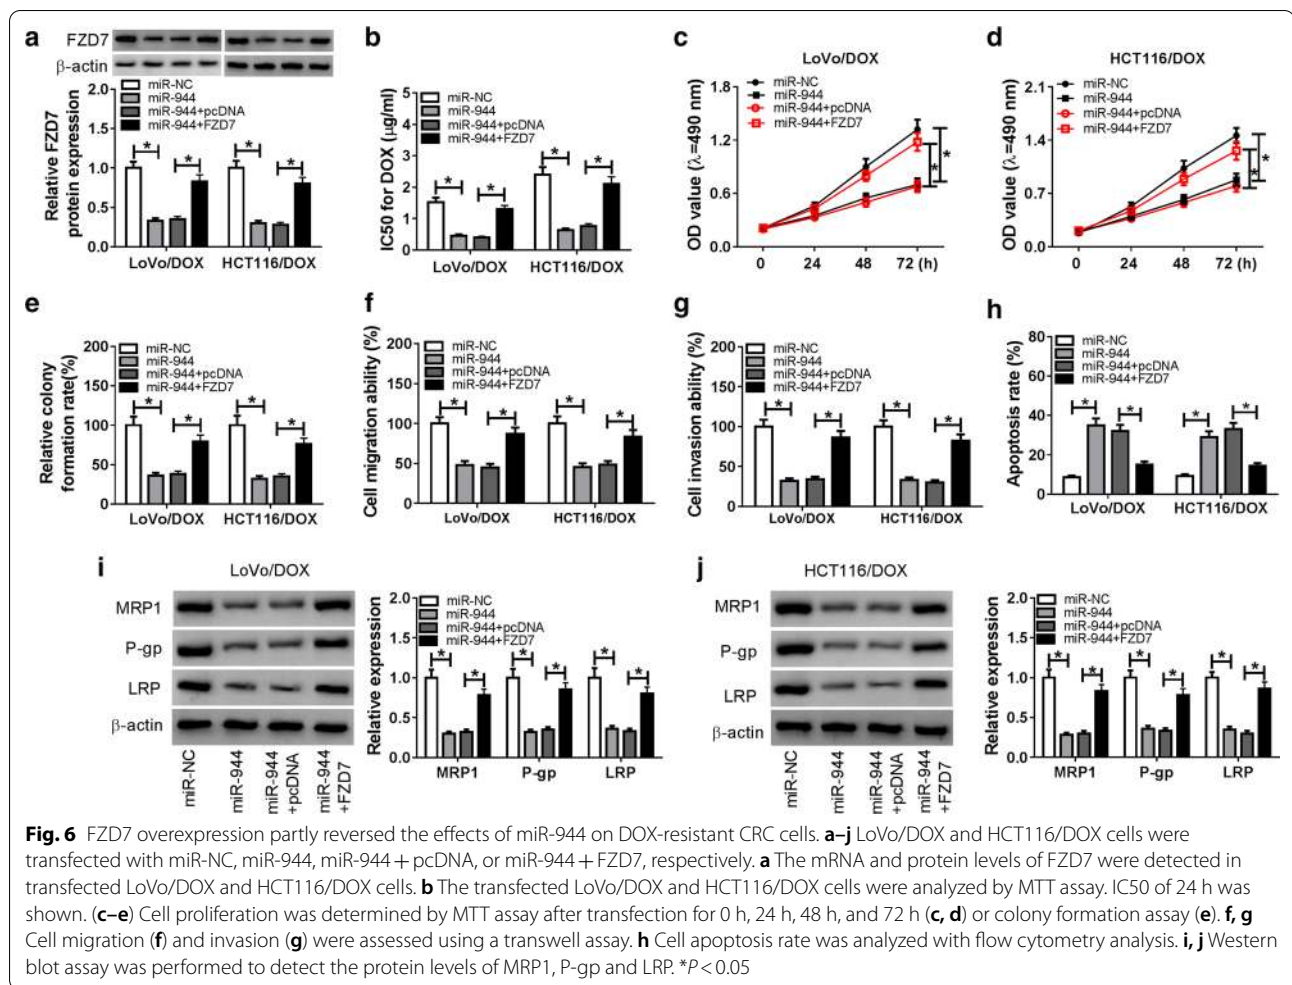 a
FZD7
β-actin
miR-NC
miR-944
miR-944+pcDNA
miR-944+FZD7
Relative FZD7
protein expression
2.0
1.5
1.0
0.5
0.0
* * * *
LoVo/DOX HCT116/DOX
b
miR-NC
miR-944
miR-944+pcDNA
miR-944+FZD7
IC50 for DOX (μg/ml)
5
4
3
2
1
0
* * * *
LoVo/DOX HCT116/DOX
c
LoVo/DOX
miR-NC
miR-944
miR-944+pcDNA
miR-944+FZD7
OD value (λ=490 nm)
1.8
1.2
0.6
0.0
* *
0 24 48 72 (h)
d
HCT116/DOX
miR-NC
miR-944
miR-944+pcDNA
miR-944+FZD7
OD value (λ=490 nm)
2.1
1.4
0.7
0.0
* *
0 24 48 72 (h)
e
miR-NC
miR-944
miR-944+pcDNA
miR-944+FZD7
Relative colony
formation rate(%)
200
150
100
50
0
* * * *
LoVo/DOX HCT116/DOX
f
miR-NC
miR-944
miR-944+pcDNA
miR-944+FZD7
Cell migration ability (%)
200
150
100
50
0
* * * *
LoVo/DOX HCT116/DOX
g
miR-NC
miR-944
miR-944+pcDNA
miR-944+FZD7
Cell invasion ability (%)
200
150
100
50
0
* * * *
LoVo/DOX HCT116/DOX
h
miR-NC
miR-944
miR-944+pcDNA
miR-944+FZD7
Apoptosis rate (%)
80
60
40
20
0
* * * *
LoVo/DOX HCT116/DOX
i
LoVo/DOX
MRP1
P-gp
LRP
β-actin
miR-NC
miR-944
miR-944
+pcDNA
miR-944
+FZD7
miR-NC
miR-944
miR-944+pcDNA
miR-944+FZD7
Relative expression
2.0
1.5
1.0
0.5
0.0
* * * * * *
MRP1 P-gp LRP
j
HCT116/DOX
MRP1
P-gp
LRP
β-actin
miR-NC
miR-944
miR-944
+pcDNA
miR-944
+FZD7
miR-NC
miR-944
miR-944+pcDNA
miR-944+FZD7
Relative expression
2.0
1.5
1.0
0.5
0.0
* * * * * *
MRP1 P-gp LRP
Fig. 6 FZD7 overexpression partly reversed the effects of miR-944 on DOX-resistant CRC cells. a–j LoVo/DOX and HCT116/DOX cells were
transfected with miR-NC, miR-944, miR-944 + pcDNA, or miR-944 + FZD7, respectively. a The mRNA and protein levels of FZD7 were detected in
transfected LoVo/DOX and HCT116/DOX cells. b The transfected LoVo/DOX and HCT116/DOX cells were analyzed by MTT assay. IC50 of 24 h was
shown. (c–e) Cell proliferation was determined by MTT assay after transfection for 0 h, 24 h, 48 h, and 72 h (c, d) or colony formation assay (e). f, g
Cell migration (f) and invasion (g) were assessed using a transwell assay. h Cell apoptosis rate was analyzed with flow cytometry analysis. i, j Western
blot assay was performed to detect the protein levels of MRP1, P-gp and LRP. *P < 0.05